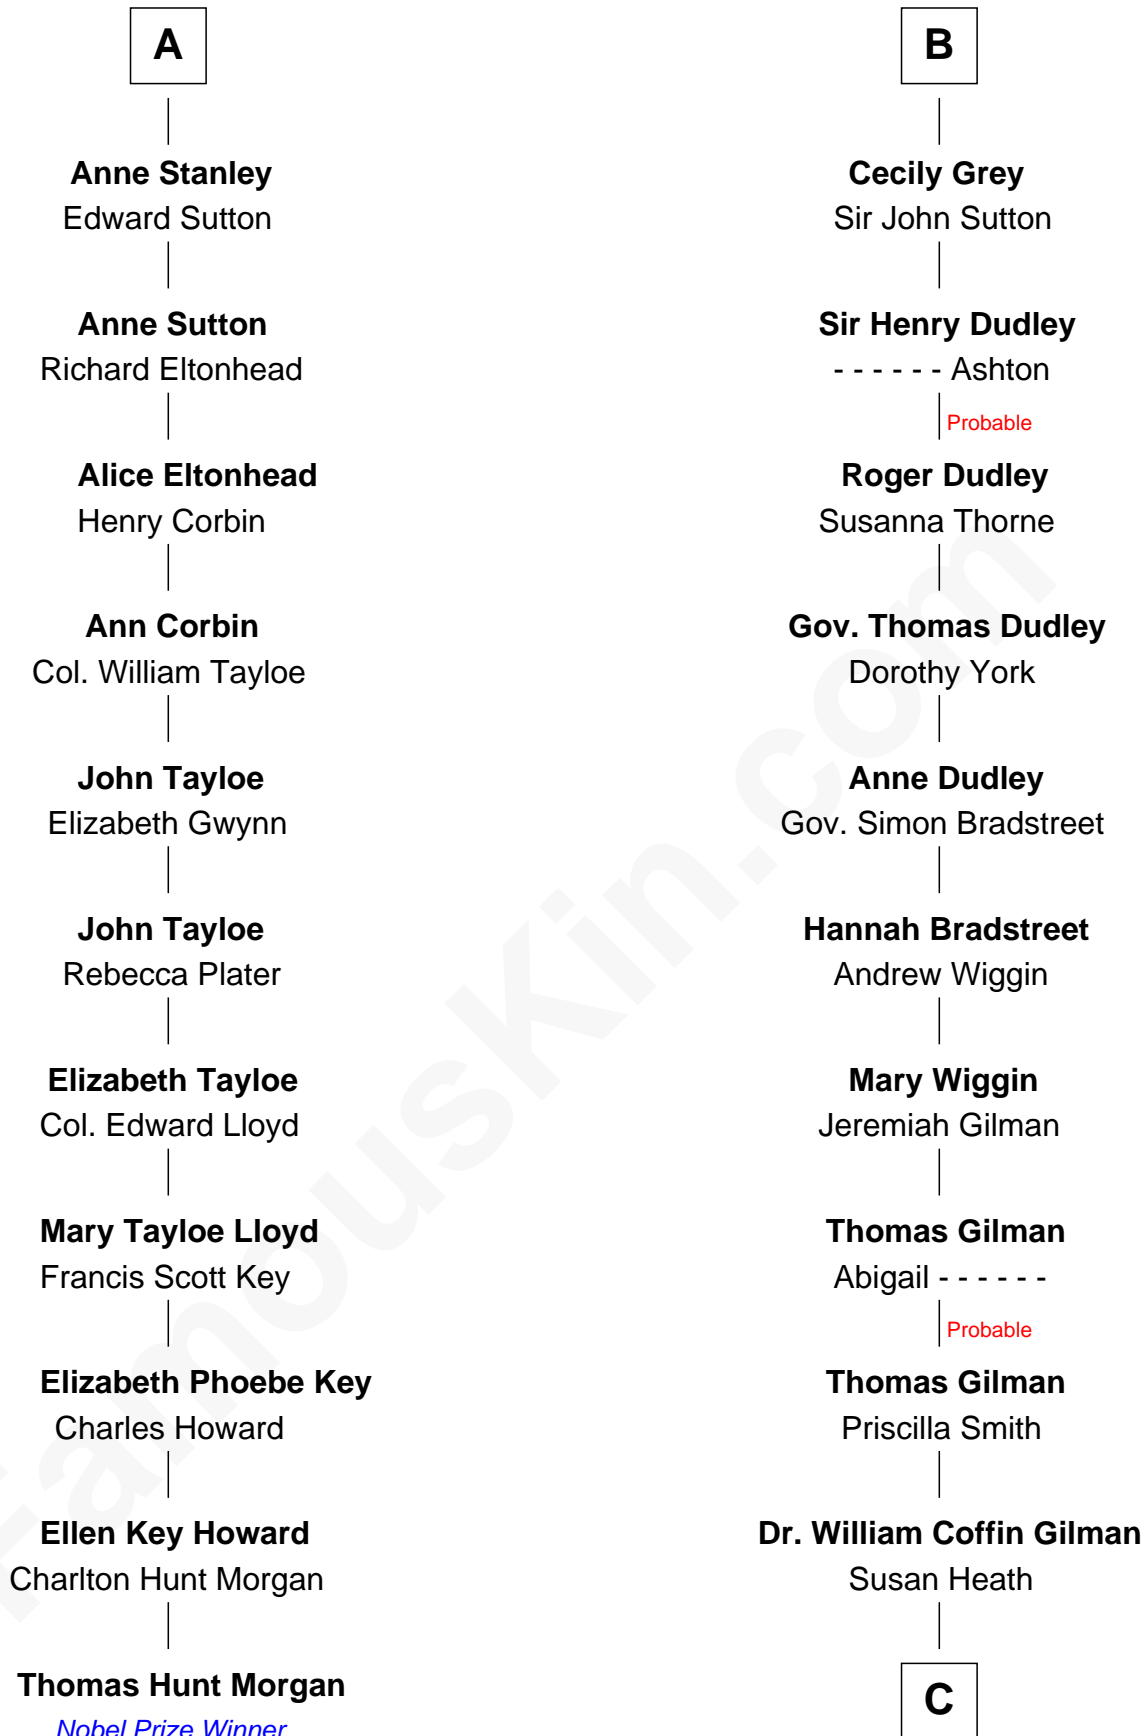 A
Anne Stanley
Edward Sutton
Anne Sutton
Richard Eltonhead
Alice Eltonhead
Henry Corbin
Ann Corbin
Col. William Tayloe
John Tayloe
Elizabeth Gwynn
John Tayloe
Rebecca Plater
Elizabeth Tayloe
Col. Edward Lloyd
Mary Tayloe Lloyd
Francis Scott Key
Elizabeth Phoebe Key
Charles Howard
Ellen Key Howard
Charlton Hunt Morgan
Thomas Hunt Morgan
Nobel Prize Winner
B
Cecily Grey
Sir John Sutton
Sir Henry Dudley
- - - - - - Ashton
Probable
Roger Dudley
Susanna Thorne
Gov. Thomas Dudley
Dorothy York
Anne Dudley
Gov. Simon Bradstreet
Hannah Bradstreet
Andrew Wiggin
Mary Wiggin
Jeremiah Gilman
Thomas Gilman
Abigail - - - - - -
Probable
Thomas Gilman
Priscilla Smith
Dr. William Coffin Gilman
Susan Heath
C
FamousKin.com